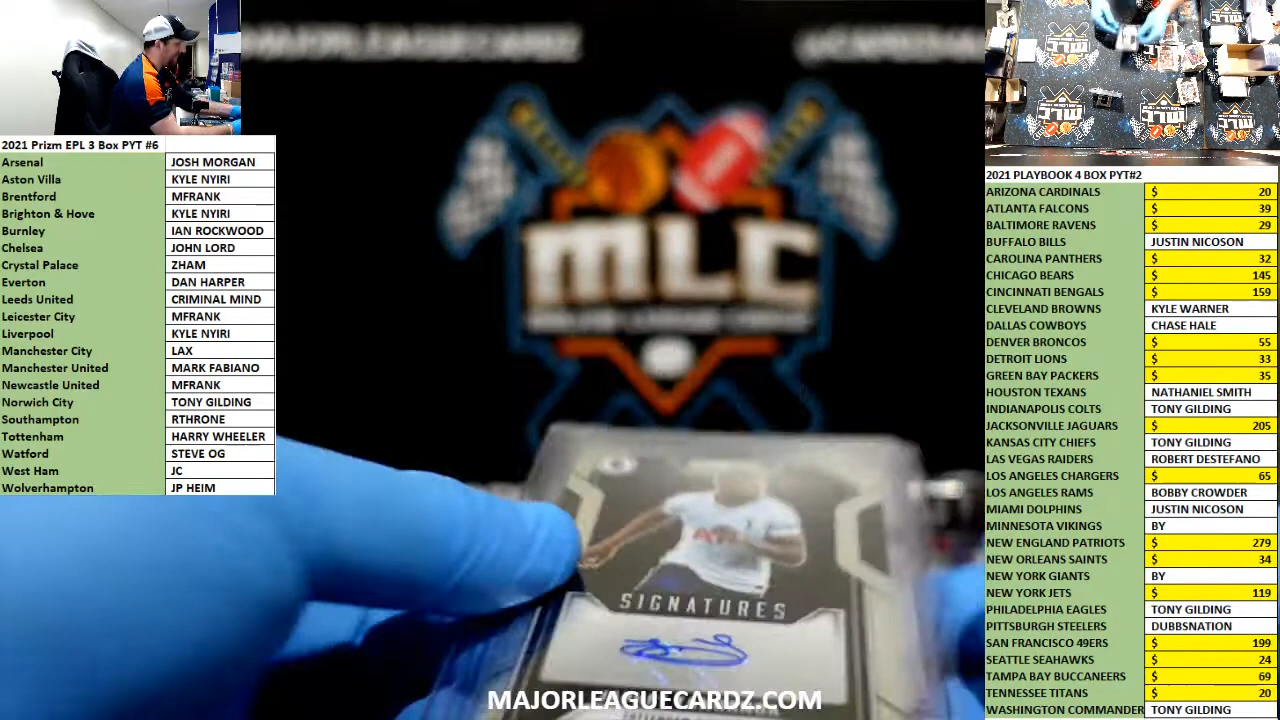 2021 Prizm EPL 3 Box PYT #6
Arsenal JOSH MORGAN
Aston Villa KYLE NYIRI
Brentford MFRANK
Brighton & Hove KYLE NYIRI
Burnley IAN ROCKWOOD
Chelsea JOHN LORD
Crystal Palace ZHAM
Everton DAN HARPER
Leeds United CRIMINAL MIND
Leicester City MFRANK
Liverpool KYLE NYIRI
Manchester City LAX
Manchester United MARK FABIANO
Newcastle United MFRANK
Norwich City TONY GILDING
Southampton RTHRONE
Tottenham HARRY WHEELER
Watford STEVE OG
West Ham JC
Wolverhampton JP HEIM
MLC
SIGNATURES
MAJORLEAGUECARDZ.COM
2021 PLAYBOOK 4 BOX PYT#2
ARIZONA CARDINALS $ 20
ATLANTA FALCONS $ 39
BALTIMORE RAVENS $ 29
BUFFALO BILLS JUSTIN NICOSON
CAROLINA PANTHERS $ 32
CHICAGO BEARS $ 145
CINCINNATI BENGALS $ 159
CLEVELAND BROWNS KYLE WARNER
DALLAS COWBOYS CHASE HALE
DENVER BRONCOS $ 55
DETROIT LIONS $ 33
GREEN BAY PACKERS $ 35
HOUSTON TEXANS NATHANIEL SMITH
INDIANAPOLIS COLTS TONY GILDING
JACKSONVILLE JAGUARS $ 205
KANSAS CITY CHIEFS TONY GILDING
LAS VEGAS RAIDERS ROBERT DESTEFANO
LOS ANGELES CHARGERS $ 65
LOS ANGELES RAMS BOBBY CROWDER
MIAMI DOLPHINS JUSTIN NICOSON
MINNESOTA VIKINGS BY
NEW ENGLAND PATRIOTS $ 279
NEW ORLEANS SAINTS $ 34
NEW YORK GIANTS BY
NEW YORK JETS $ 119
PHILADELPHIA EAGLES TONY GILDING
PITTSBURGH STEELERS DUBBSNATION
SAN FRANCISCO 49ERS $ 199
SEATTLE SEAHAWKS $ 24
TAMPA BAY BUCCANEERS $ 69
TENNESSEE TITANS $ 20
WASHINGTON COMMANDER TONY GILDING